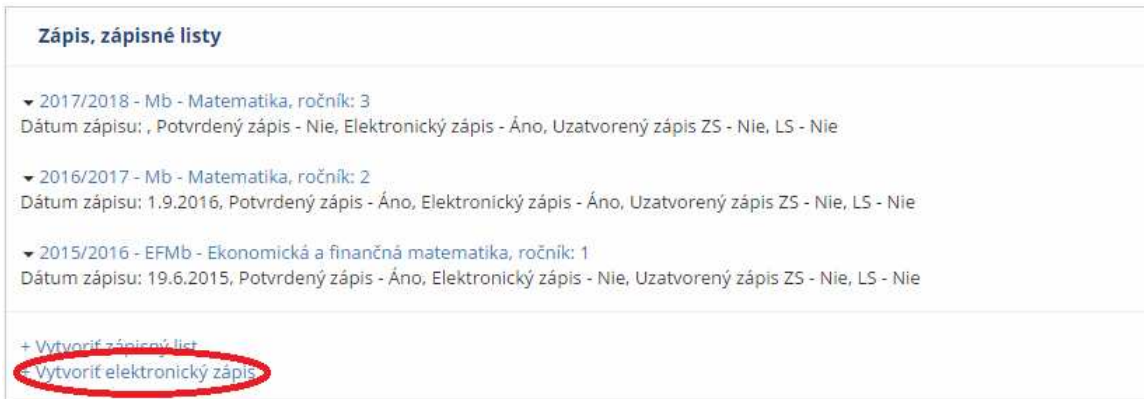 Zápis, zápisné listy
2017/2018 - Mb - Matematika, ročník: 3
Dátum zápisu: , Potvrdený zápis - Nie, Elektronický zápis - Áno, Uzatvorený zápis ZS - Nie, LS - Nie
2016/2017 - Mb - Matematika, ročník: 2
Dátum zápisu: 1.9.2016, Potvrdený zápis - Áno, Elektronický zápis - Áno, Uzatvorený zápis ZS - Nie, LS - Nie
2015/2016 - EFMb - Ekonomická a finančná matematika, ročník: 1
Dátum zápisu: 19.6.2015, Potvrdený zápis - Áno, Elektronický zápis - Nie, Uzatvorený zápis ZS - Nie, LS - Nie
+ Vytvoriť zápisný list
+ Vytvoriť elektronický zápis